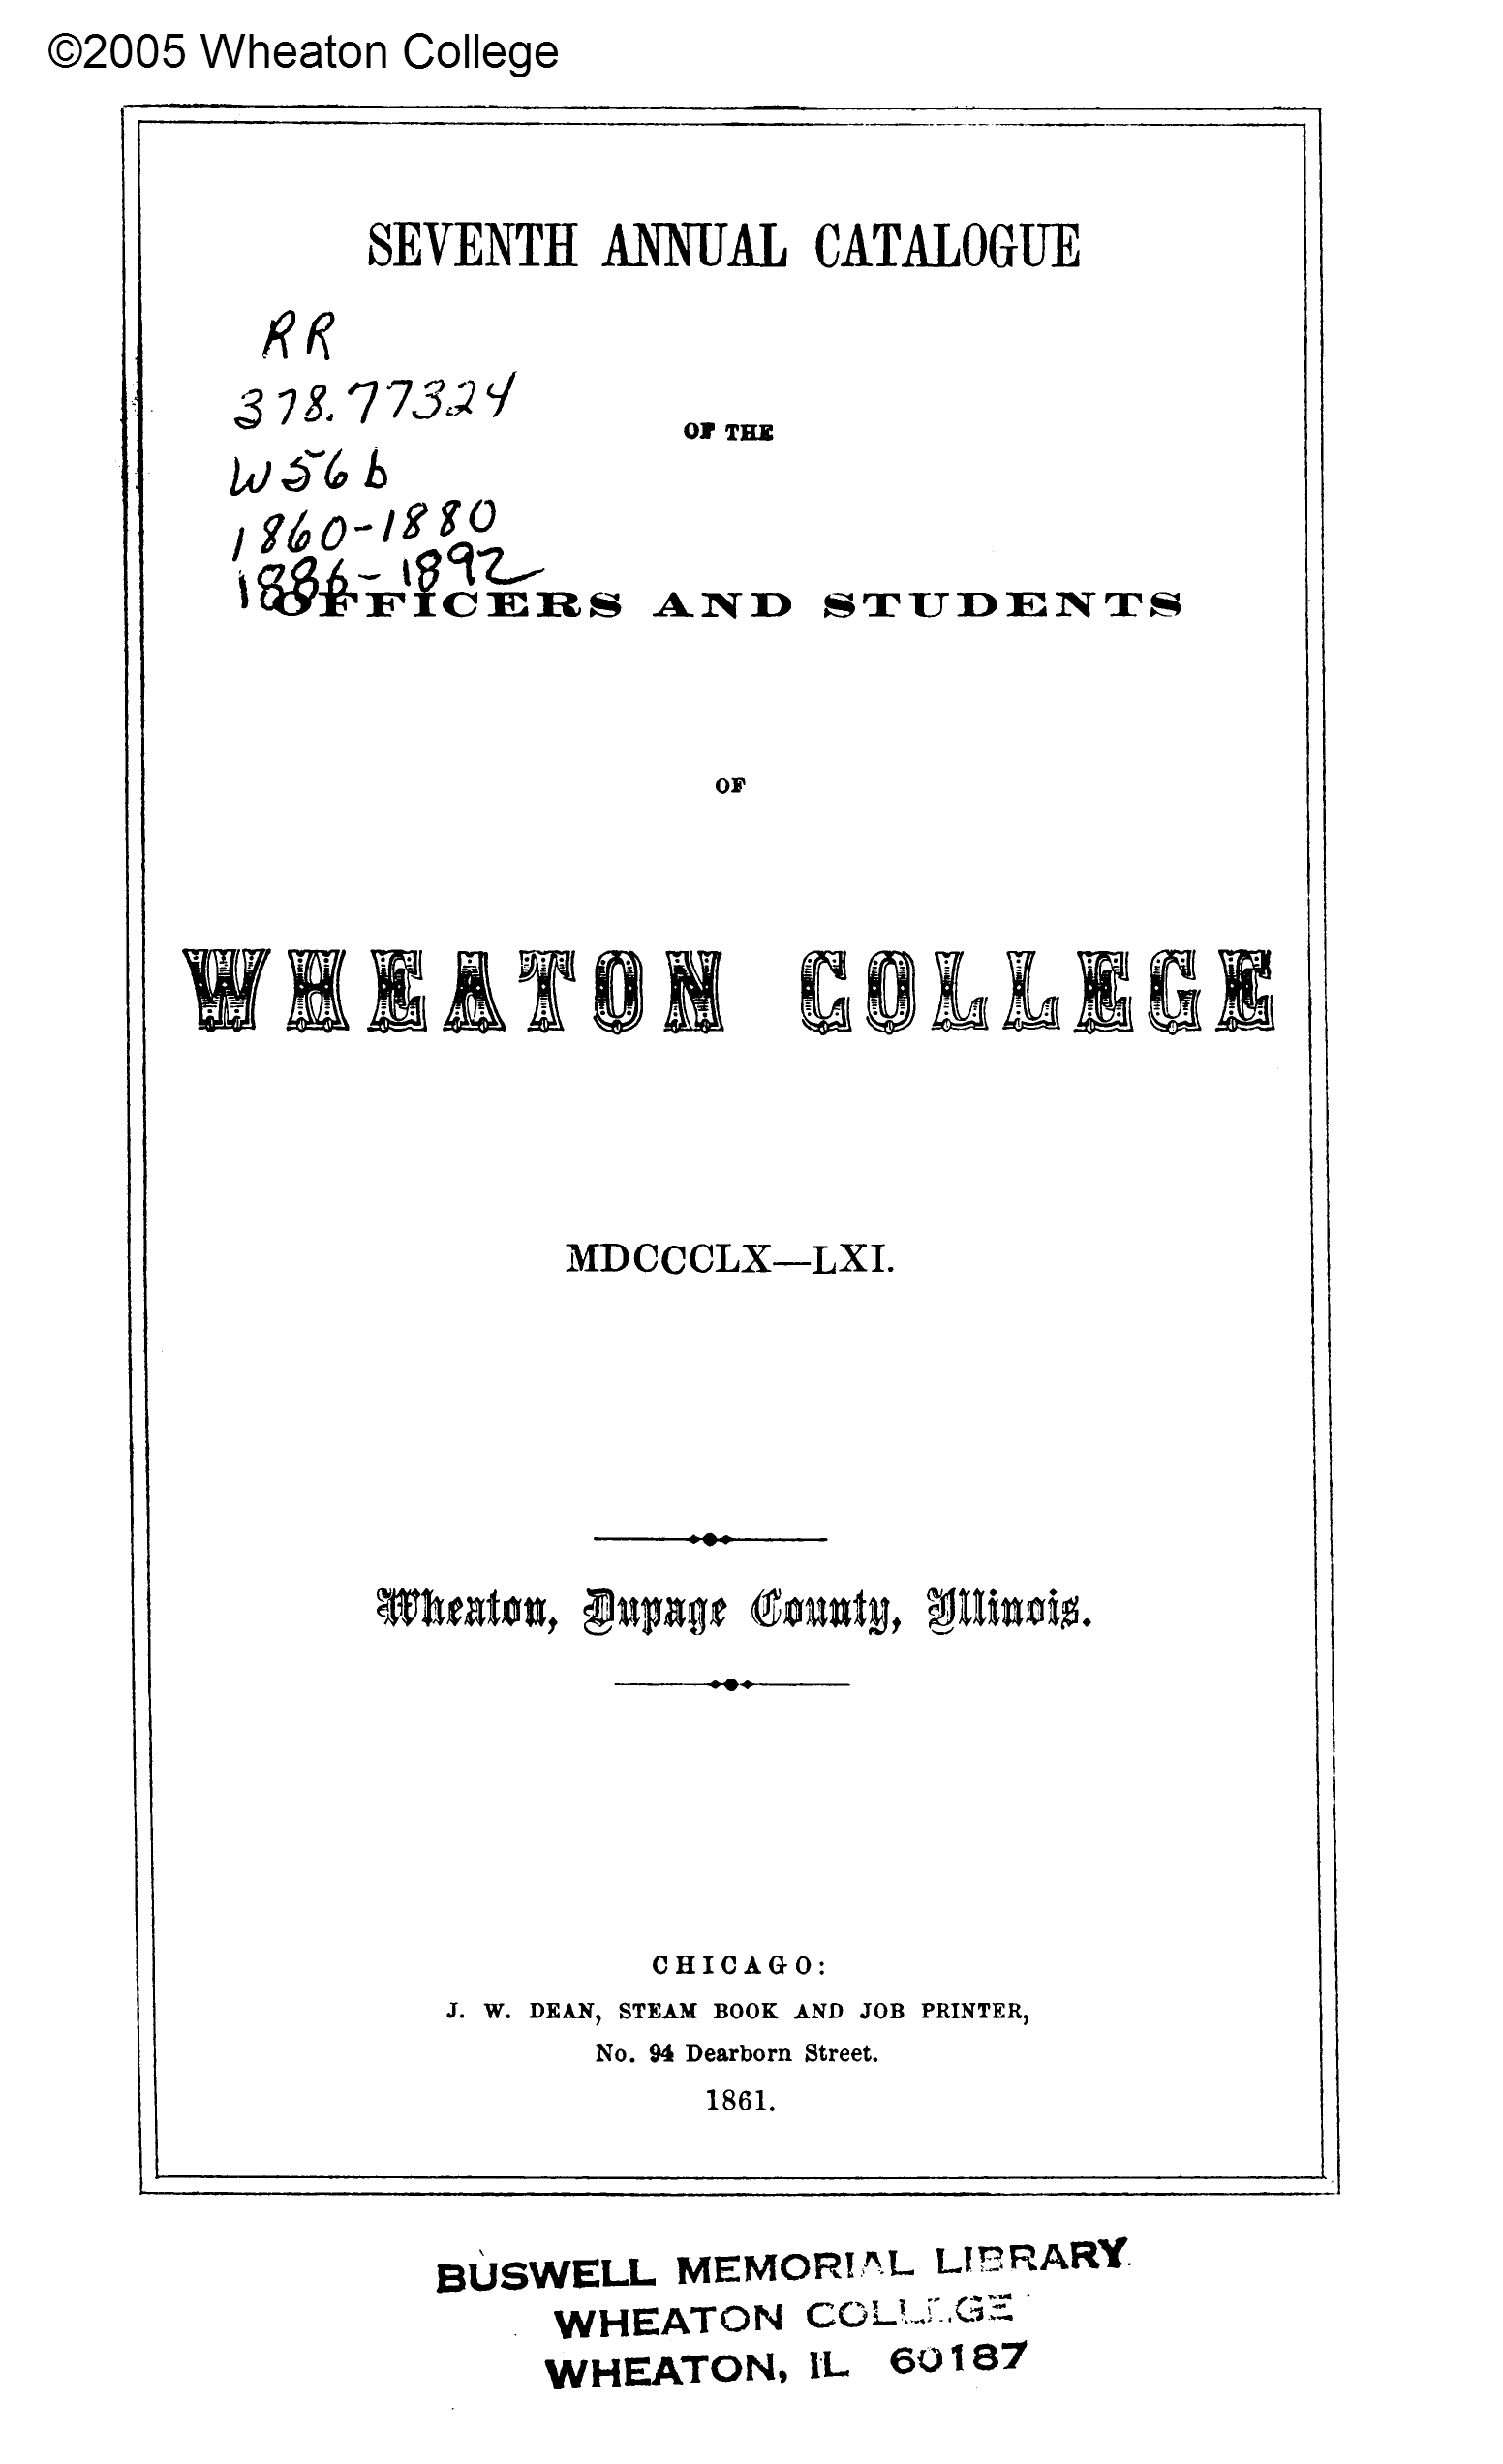 ©2005 Wheaton College
SEVENTH ANNUAL CATALOGUE
RR
378.77324
OF THE
W56b
1860-1880
1886-1892
OFFICERS AND STUDENTS
OF
WHEATON COLLEGE
MDCCCLX—LXI.
Wheaton, Dupage County, Illinois.
CHICAGO:
J. W. DEAN, STEAM BOOK AND JOB PRINTER,
No. 94 Dearborn Street.
1861.
BUSWELL MEMORIAL LIBRARY
WHEATON COLLEGE
WHEATON, IL 60187